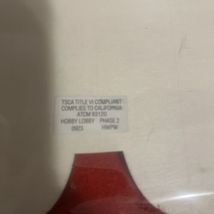 TSCA TITLE VI COMPLIANT
COMPLIES TO CALIFORNIA
ATCM 93120
HOBBY LOBBY PHASE 2
0923 HWPW